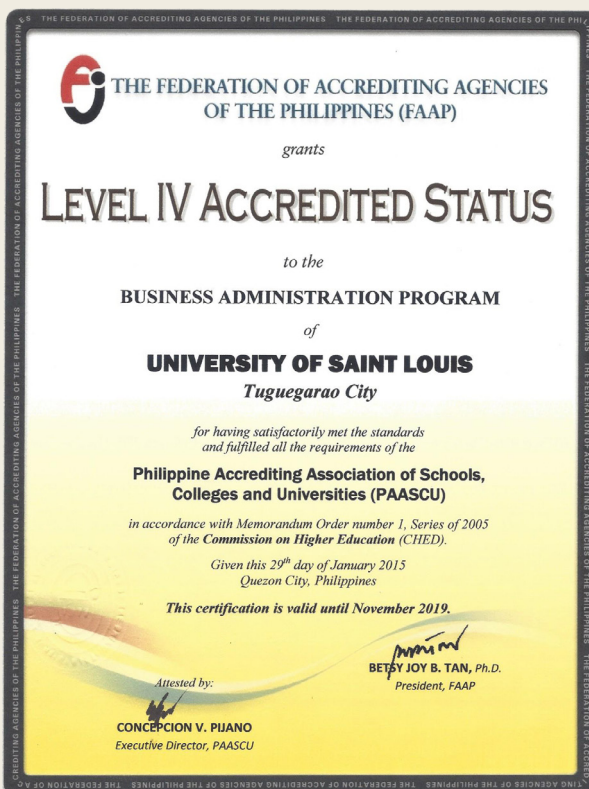 THE FEDERATION OF ACCREDITING AGENCIES OF THE PHILIPPINES THE FEDERATION OF ACCREDITING AGENCIES OF THE
THE FEDERATION OF ACCREDITING AGENCIES
OF THE PHILIPPINES (FAAP)
grants
LEVEL IV ACCREDITED STATUS
to the
BUSINESS ADMINISTRATION PROGRAM
of
UNIVERSITY OF SAINT LOUIS
Tuguegarao City
for having satisfactorily met the standards
and fulfilled all the requirements of the
Philippine Accrediting Association of Schools,
Colleges and Universities (PAASCU)
in accordance with Memorandum Order number 1, Series of 2005
of the Commission on Higher Education (CHED).
Given this 29th day of January 2015
Quezon City, Philippines
This certification is valid until November 2019.
BETSY JOY B. TAN, Ph.D.
President, FAAP
Attested by:
CONCEPCION V. PIJANO
Executive Director, PAASCU